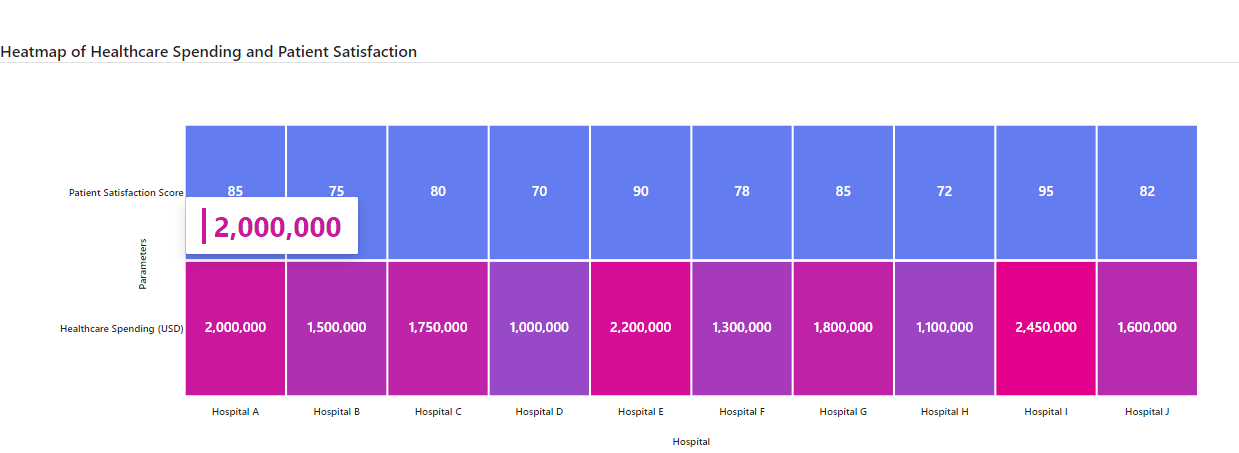 Heatmap of Healthcare Spending and Patient Satisfaction
Patient Satisfaction Score
85 75 80 70 90 78 85 72 95 82
2,000,000
Parameters
Healthcare Spending (USD)
2,000,000 1,500,000 1,750,000 1,000,000 2,200,000 1,300,000 1,800,000 1,100,000 2,450,000 1,600,000
Hospital A Hospital B Hospital C Hospital D Hospital E Hospital F Hospital G Hospital H Hospital I Hospital J
Hospital